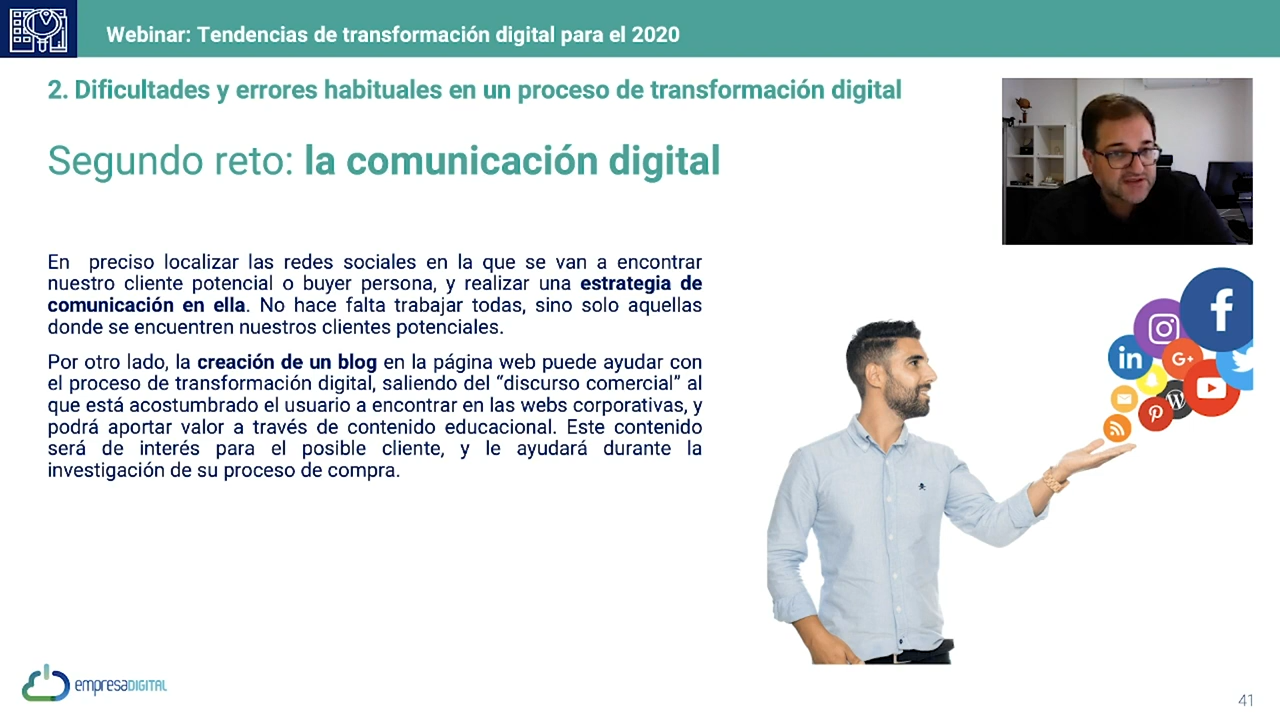 Webinar: Tendencias de transformación digital para el 2020
2. Dificultades y errores habituales en un proceso de transformación digital
Segundo reto: la comunicación digital
En preciso localizar las redes sociales en la que se van a encontrar
nuestro cliente potencial o buyer persona, y realizar una estrategia de
comunicación en ella. No hace falta trabajar todas, sino solo aquellas
donde se encuentren nuestros clientes potenciales.
Por otro lado, la creación de un blog en la página web puede ayudar con
el proceso de transformación digital, saliendo del “discurso comercial” al
que está acostumbrado el usuario a encontrar en las webs corporativas, y
podrá aportar valor a través de contenido educacional. Este contenido
será de interés para el posible cliente, y le ayudará durante la
investigación de su proceso de compra.
f
in
G+
W
empresaDIGITAL
41